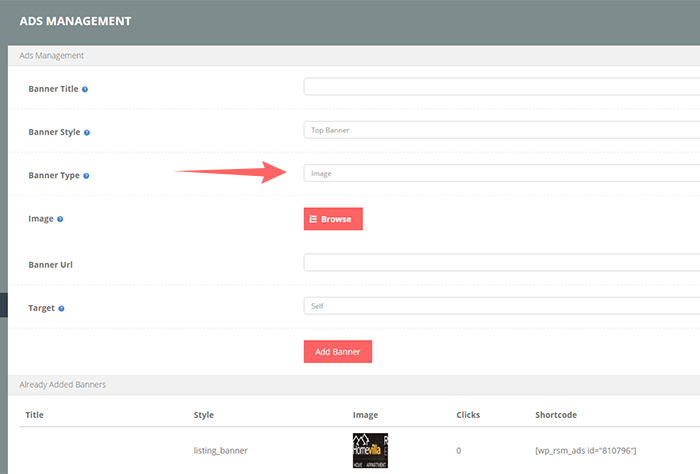 ADS MANAGEMENT
Ads Management
Banner Title
Banner Style Top Banner
Banner Type Image
Image Browse
Banner Url
Target Self
Add Banner
Already Added Banners
Title Style Image Clicks Shortcode
listing_banner Homevilla 0 [wp_rsm_ads id="810796"]
HOME APPARTMENT